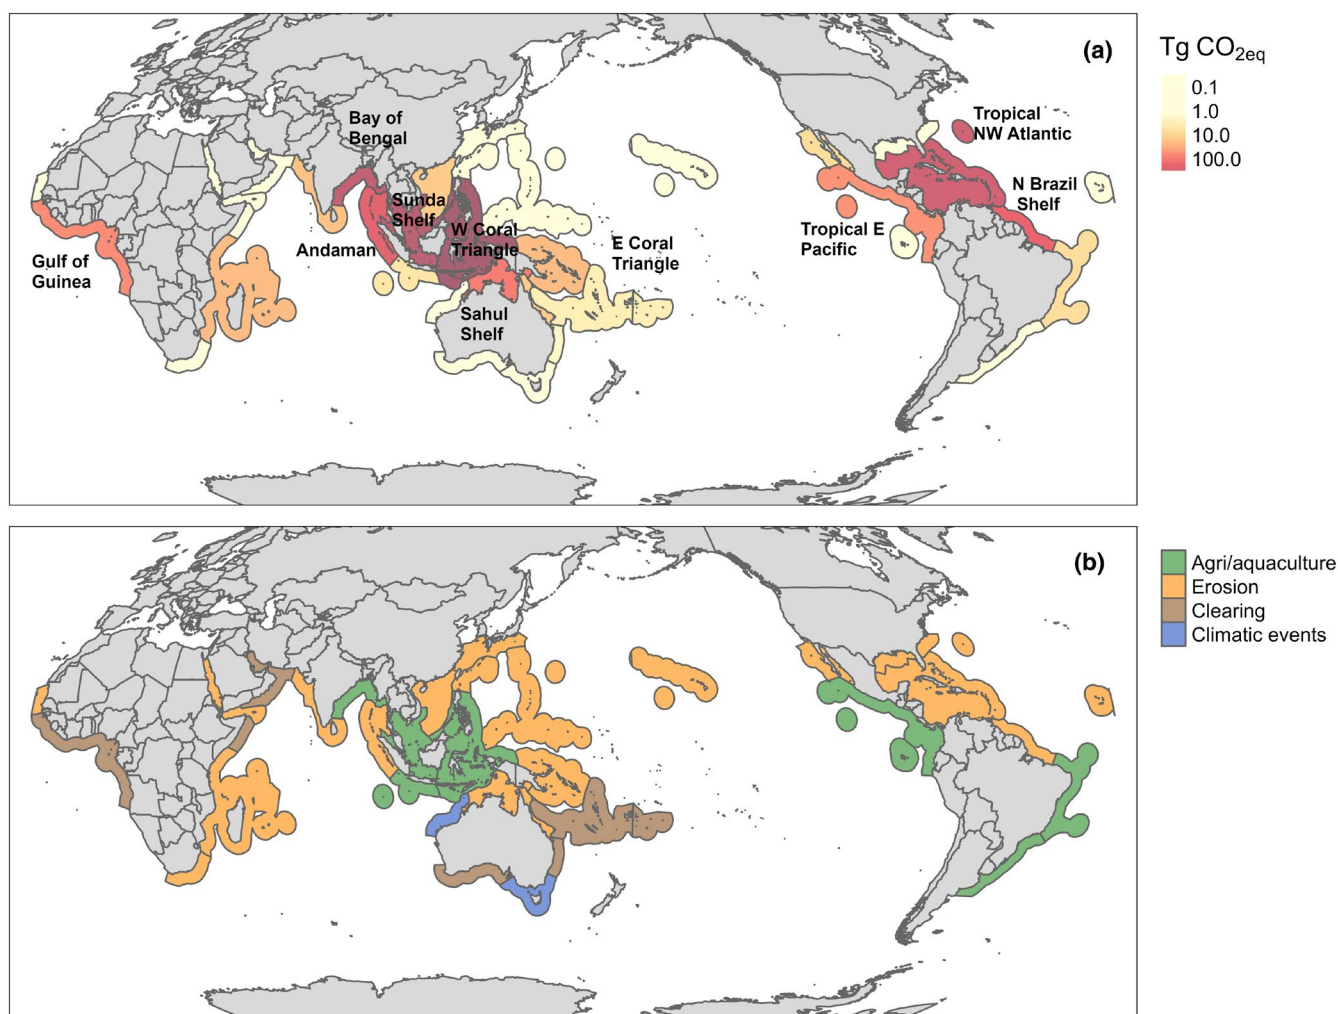 (a)
Tg CO2eq
0.1
1.0
10.0
100.0
Bay of
Bengal
Tropical
NW Atlantic
Sunda
Shelf
N Brazil
Shelf
W Coral
Triangle
Andaman
E Coral
Triangle
Tropical E
Pacific
Gulf of
Guinea
Sahul
Shelf
(b)
Agri/aquaculture
Erosion
Clearing
Climatic events